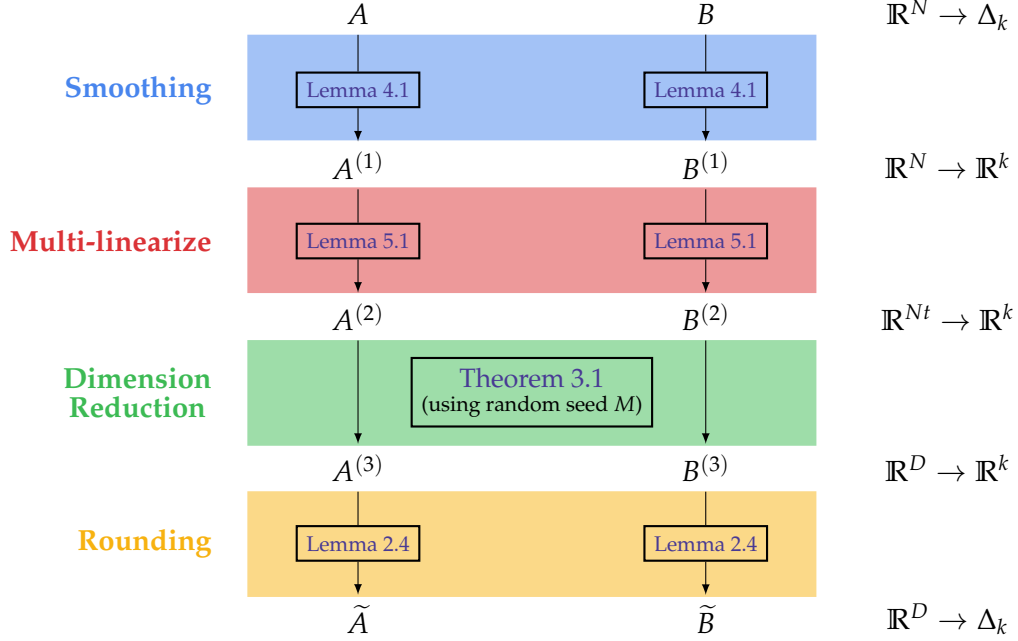 A B ℝ^N → Δ_k
Smoothing Lemma 4.1 Lemma 4.1
A^(1) B^(1) ℝ^N → ℝ^k
Multi-linearize Lemma 5.1 Lemma 5.1
A^(2) B^(2) ℝ^{Nt} → ℝ^k
Dimension
Reduction
Theorem 3.1
(using random seed M)
A^(3) B^(3) ℝ^D → ℝ^k
Rounding Lemma 2.4 Lemma 2.4
Ã B̃ ℝ^D → Δ_k